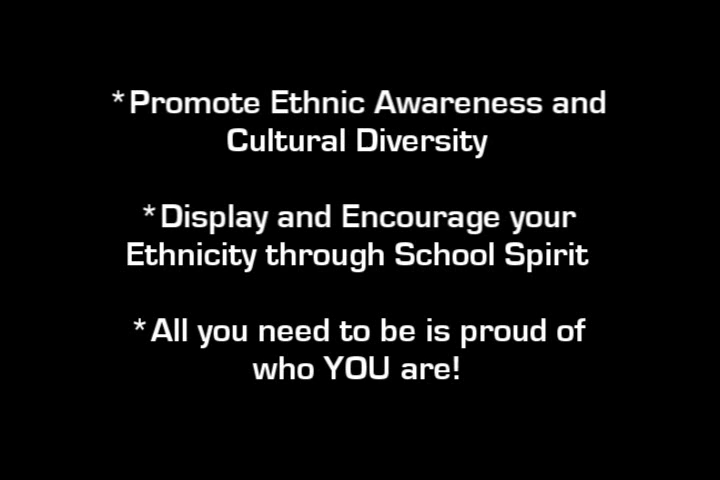 *Promote Ethnic Awareness and
Cultural Diversity
*Display and Encourage your
Ethnicity through School Spirit
*All you need to be is proud of
who YOU are!